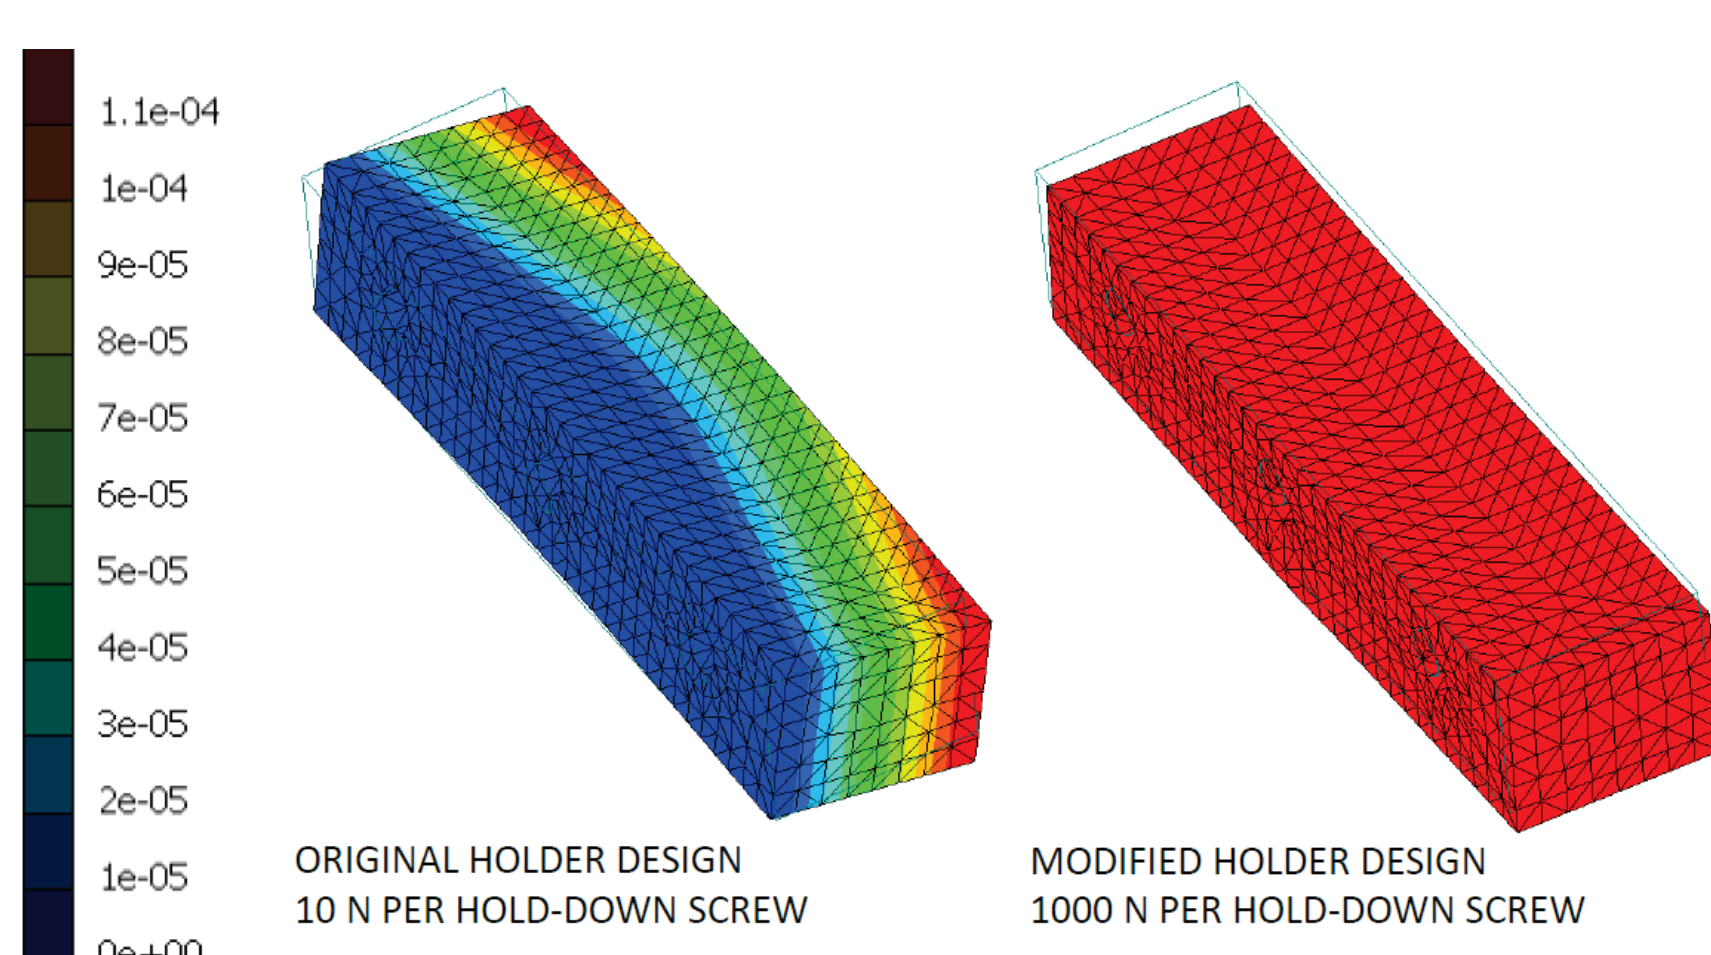 1.1e-04
1e-04
9e-05
8e-05
7e-05
6e-05
5e-05
4e-05
3e-05
2e-05
1e-05
0e+00
ORIGINAL HOLDER DESIGN
10 N PER HOLD-DOWN SCREW
MODIFIED HOLDER DESIGN
1000 N PER HOLD-DOWN SCREW